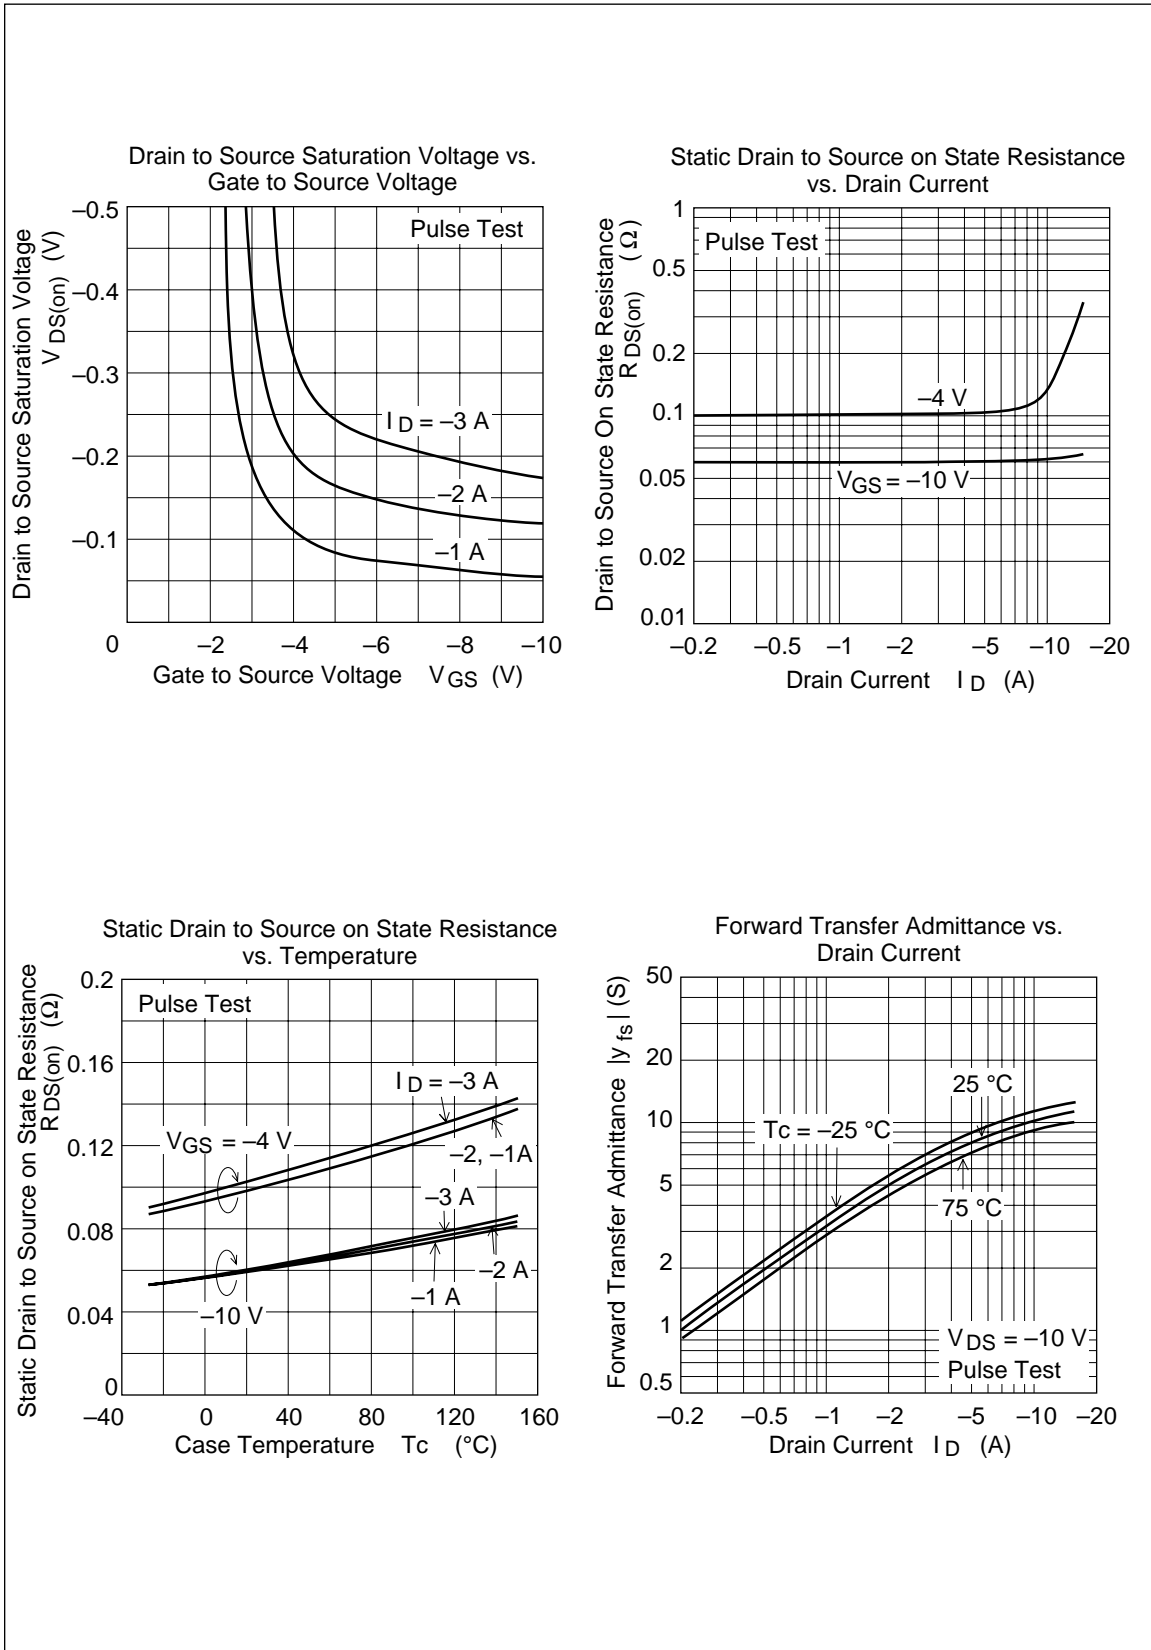 Drain to Source Saturation Voltage vs.
Gate to Source Voltage
Drain to Source Saturation Voltage
V DS(on) (V)
–0.5
–0.4
–0.3
–0.2
–0.1
Pulse Test
I D = –3 A
–2 A
–1 A
0 –2 –4 –6 –8 –10
Gate to Source Voltage V GS (V)
Static Drain to Source on State Resistance
vs. Drain Current
Drain to Source On State Resistance
R DS(on) (Ω)
1
0.5
0.2
0.1
0.05
0.02
0.01
Pulse Test
–4 V
VGS = –10 V
–0.2 –1 –2 –5 –10 –20
Drain Current I D (A)
Static Drain to Source on State Resistance
vs. Temperature
Static Drain to Source on State Resistance
R DS(on) (Ω)
0.2
0.16
0.12
0.08
0.04
0
Pulse Test
I D = –3 A
VGS = –4 V
–2, –1A
–3 A
–2 A
–1 A
–10 V
–40 0 40 80 120 160
Case Temperature Tc (°C)
Forward Transfer Admittance vs.
Drain Current
Forward Transfer Admittance |y fs | (S)
50
20
10
5
2
1
0.5
25 °C
Tc = –25 °C
75 °C
V DS = –10 V
Pulse Test
–0.2 –0.5 –1 –2 –5 –10 –20
Drain Current I D (A)